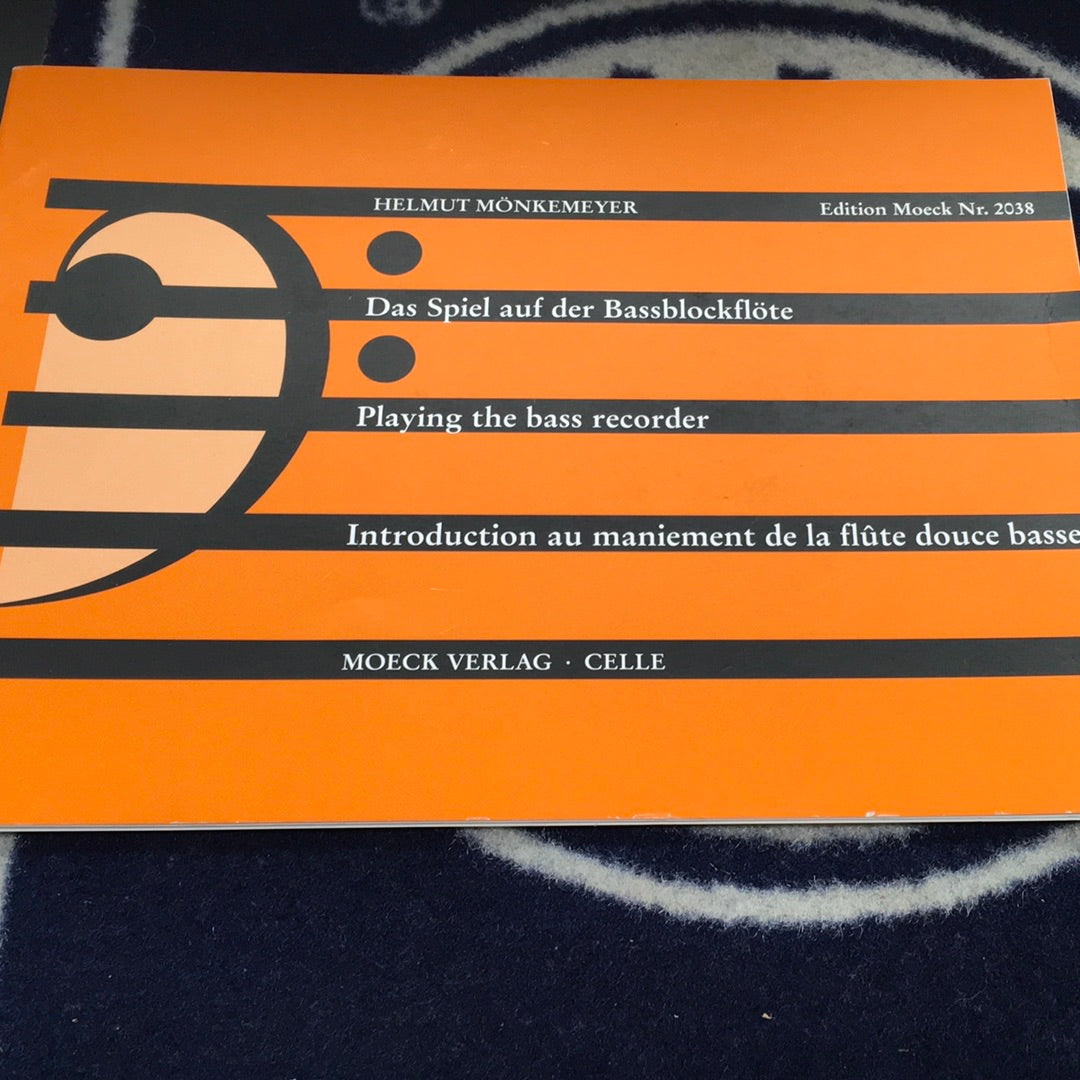 HELMUT MÖNKEMEYER
Edition Moeck Nr. 2038
Das Spiel auf der Bassblockflöte
Playing the bass recorder
Introduction au maniement de la flûte douce basse
MOECK VERLAG · CELLE